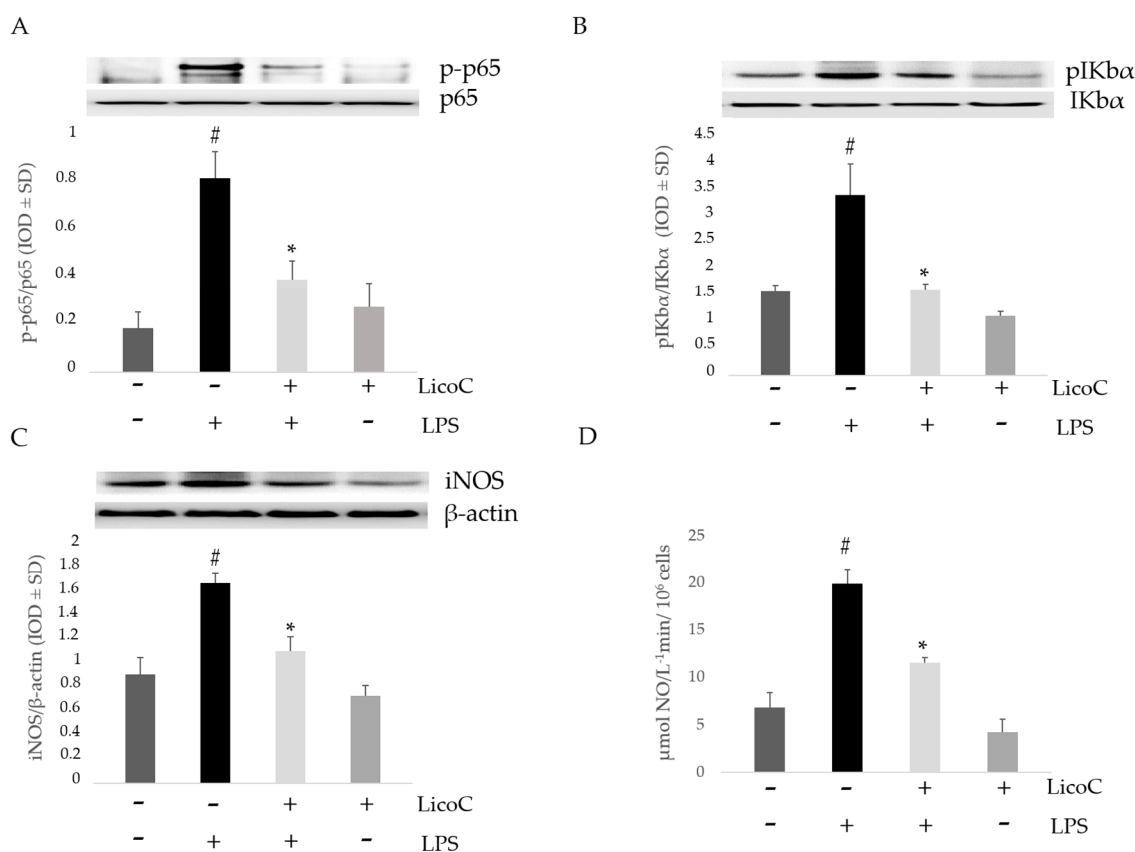 A
p-p65
p65
p-p65/p65 (IOD ± SD)
1
0.8
0.6
0.4
0.2
0
#
*
- - + + LicoC
- + + - LPS
B
pIKbα
IKbα
pIKbα/IKbα (IOD ± SD)
4.5
4
3.5
3
2.5
2
1.5
1
0.5
0
#
*
- - + + LicoC
- + + - LPS
C
iNOS
β-actin
iNOS/β-actin (IOD ± SD)
2
1.8
1.6
1.4
1.2
1
0.8
0.6
0.4
0.2
0
#
*
- - + + LicoC
- + + - LPS
D
μmol NO/L⁻¹min/ 10⁶ cells
25
20
15
10
5
0
#
*
- - + + LicoC
- + + - LPS